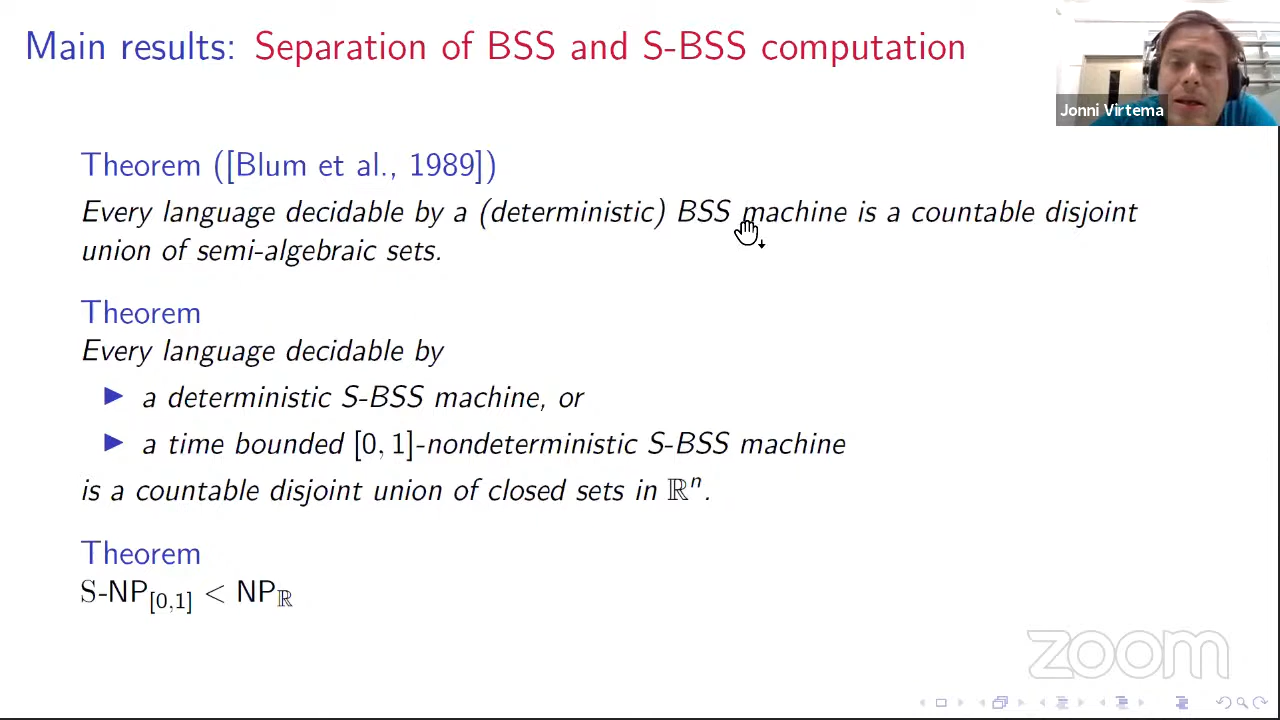 Main results: Separation of BSS and S-BSS computation
Jonni Virtema
Theorem ([Blum et al., 1989])
Every language decidable by a (deterministic) BSS machine is a countable disjoint
union of semi-algebraic sets.
Theorem
Every language decidable by
▶ a deterministic S-BSS machine, or
▶ a time bounded [0, 1]-nondeterministic S-BSS machine
is a countable disjoint union of closed sets in ℝⁿ.
Theorem
S-NP[0,1] < NPℝ
zoom